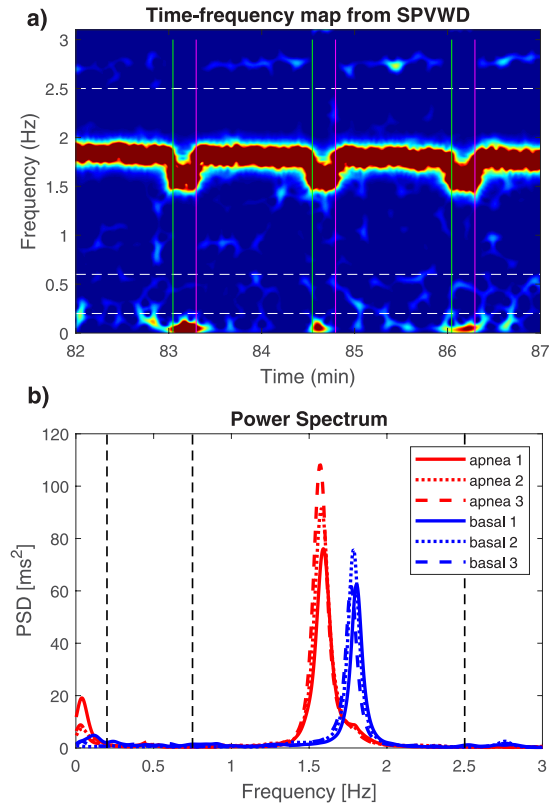 a) Time-frequency map from SPVWD
3
2.5
2
1.5
1
0.5
0
Frequency (Hz)
82 83 84 85 86 87
Time (min)
b) Power Spectrum
120
100
80
60
40
20
0
PSD [ms²]
apnea 1
apnea 2
apnea 3
basal 1
basal 2
basal 3
0 0.5 1 1.5 2 2.5 3
Frequency [Hz]